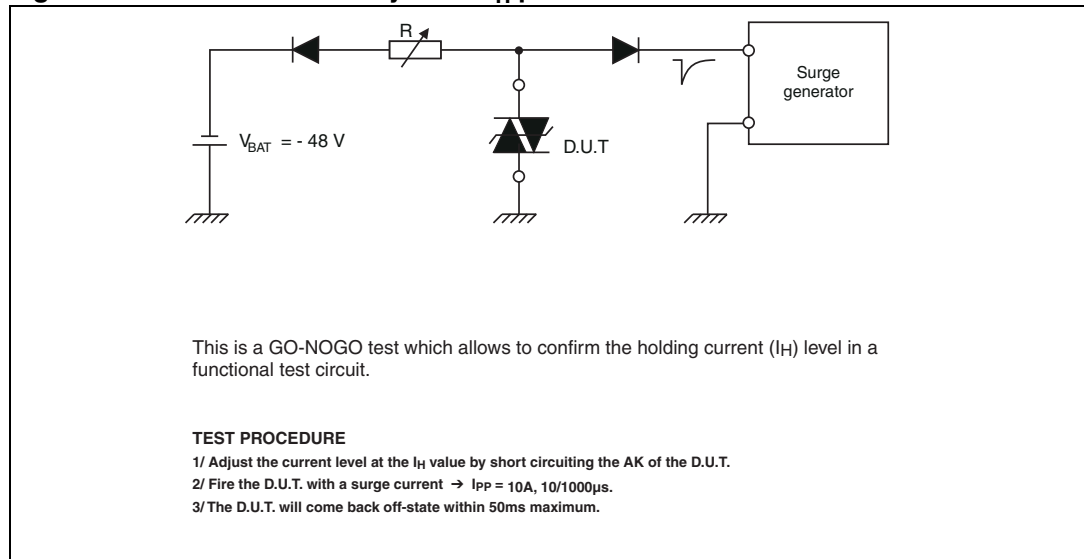 R
Surge
generator
V_BAT = - 48 V
D.U.T
This is a GO-NOGO test which allows to confirm the holding current (IH) level in a
functional test circuit.
TEST PROCEDURE
1/ Adjust the current level at the IH value by short circuiting the AK of the D.U.T.
2/ Fire the D.U.T. with a surge current → IPP = 10A, 10/1000µs.
3/ The D.U.T. will come back off-state within 50ms maximum.